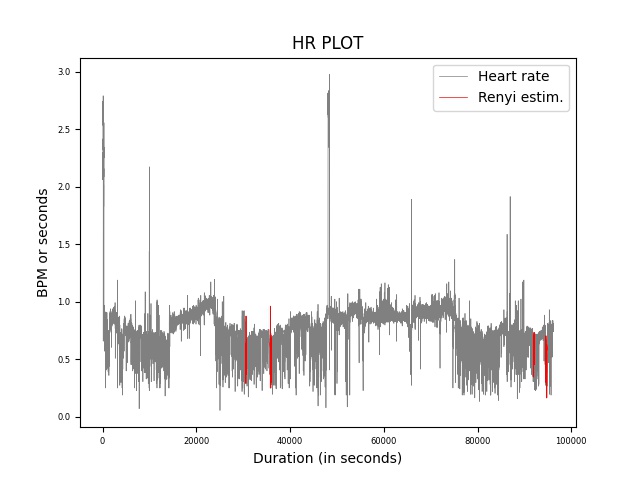 HR PLOT
Heart rate
Renyi estim.
BPM or seconds
3.0
2.5
2.0
1.5
1.0
0.5
0.0
0 20000 40000 60000 80000 100000
Duration (in seconds)